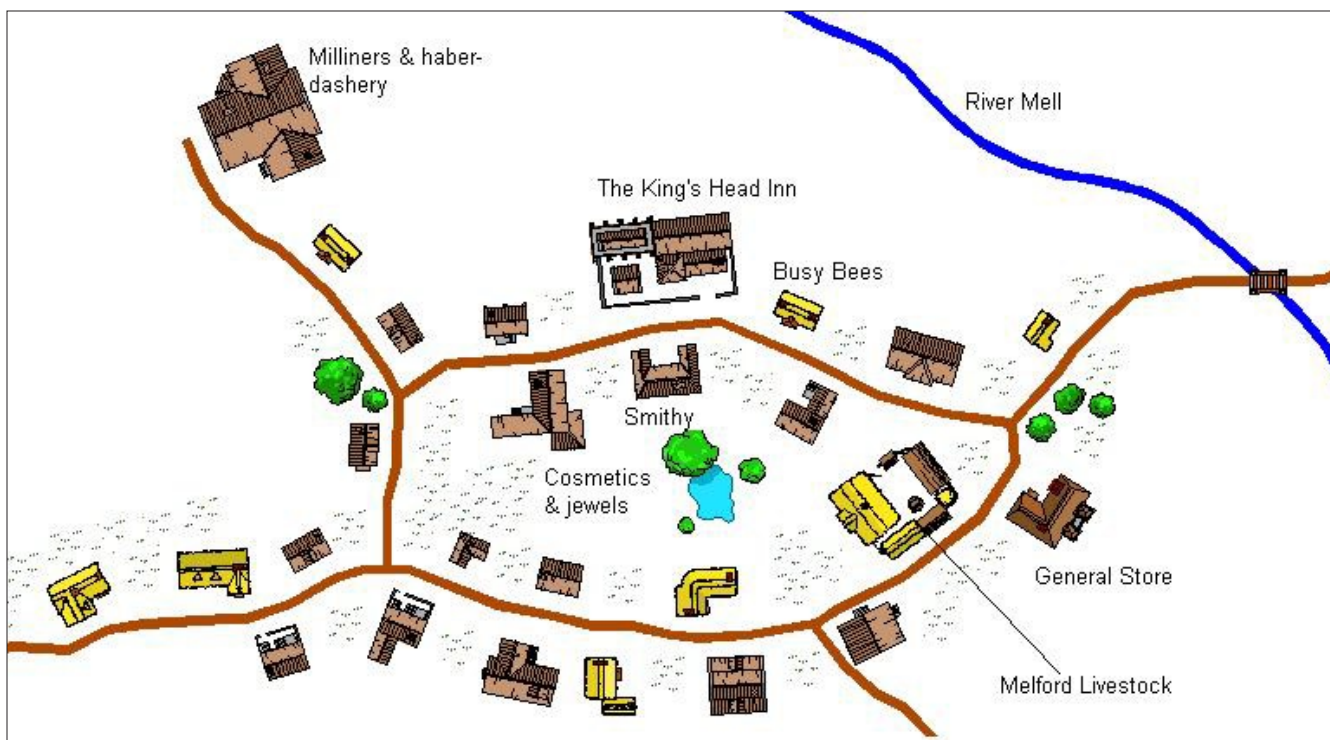 Milliners & haber-
dashery
River Mell
The King's Head Inn
Busy Bees
Smithy
Cosmetics
& jewels
General Store
Melford Livestock